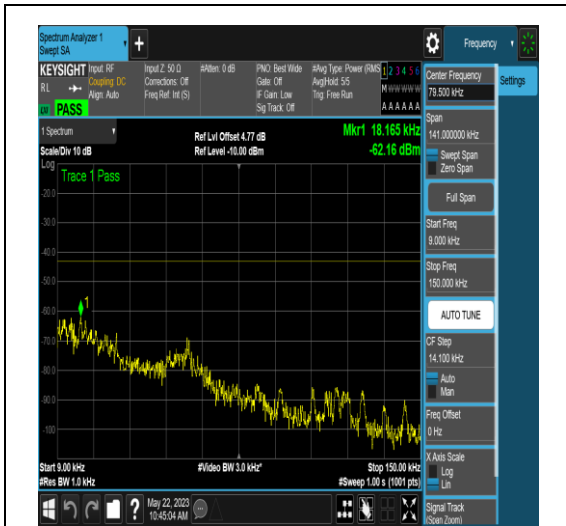 Spectrum Analyzer 1
Swept SA
+
Frequency
KEYSIGHT
RL
Input: RF
Coupling: DC
Align: Auto
Input Z: 50 Ω
Corrections: Off
Freq Ref: Int (S)
#Atten: 0 dB
PNO: Best Wide
Gate: Off
IF Gain: Low
Sig Track: Off
#Avg Type: Power (RMS
Avg|Hold: 5/5
Trig: Free Run
1 2 3 4 5 6
M W W W W W
A A A A A A
PASS
Center Frequency
79.500 kHz
Settings
1 Spectrum
Scale/Div 10 dB
Ref Lvl Offset 4.77 dB
Ref Level -10.00 dBm
Mkr1 18.165 kHz
-62.16 dBm
Log
Trace 1 Pass
-20.0
-30.0
-40.0
-50.0
-60.0
-70.0
-80.0
-90.0
-100
1
Start 9.00 kHz
#Res BW 1.0 kHz
#Video BW 3.0 kHz*
Stop 150.00 kHz
#Sweep 1.00 s (1001 pts)
Span
141.000000 kHz
Swept Span
Zero Span
Full Span
Start Freq
9.000 kHz
Stop Freq
150.000 kHz
AUTO TUNE
CF Step
14.100 kHz
Auto
Man
Freq Offset
0 Hz
X Axis Scale
Log
Lin
Signal Track
(Span Zoom)
?
May 22, 2023
10:45:04 AM